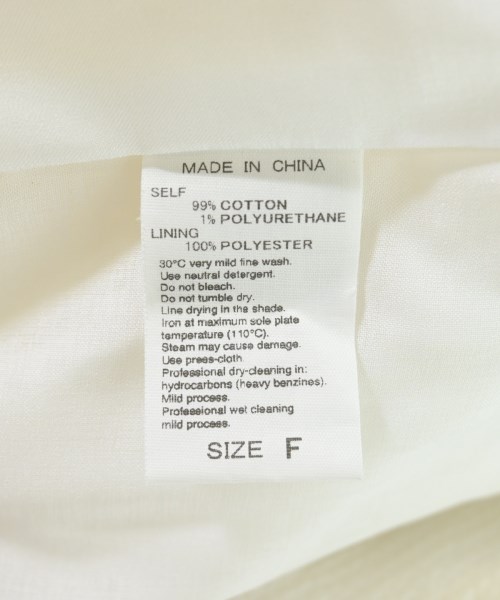 MADE IN CHINA
SELF
99% COTTON
1% POLYURETHANE
LINING
100% POLYESTER
30°C very mild fine wash.
Use neutral detergent.
Do not bleach.
Do not tumble dry.
Line drying in the shade.
Iron at maximum sole plate
temperature (110°C).
Steam may cause damage.
Use press-cloth.
Professional dry-cleaning in:
hydrocarbons (heavy benzines).
Mild process.
Professional wet cleaning
mild process.
SIZE F